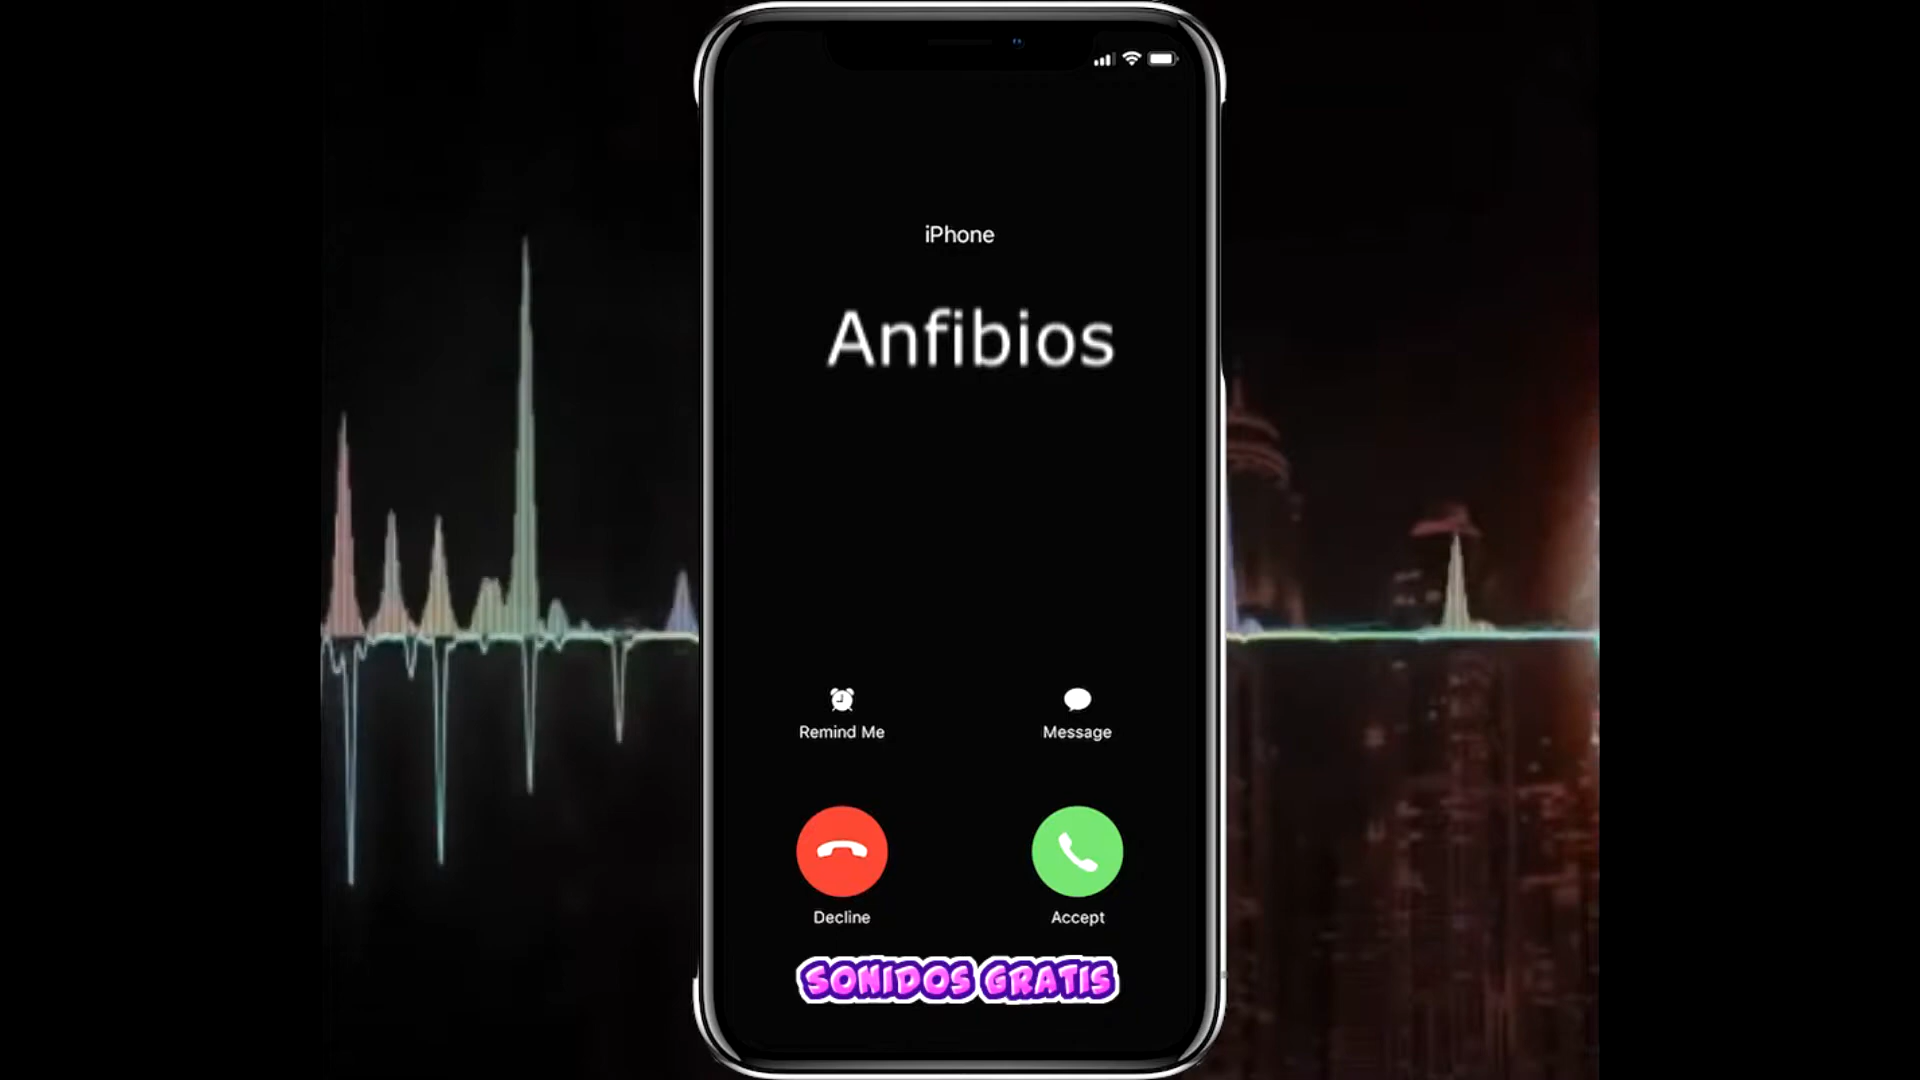 iPhone
Anfibios
Remind Me
Message
Decline
Accept
SONIDOS GRATIS